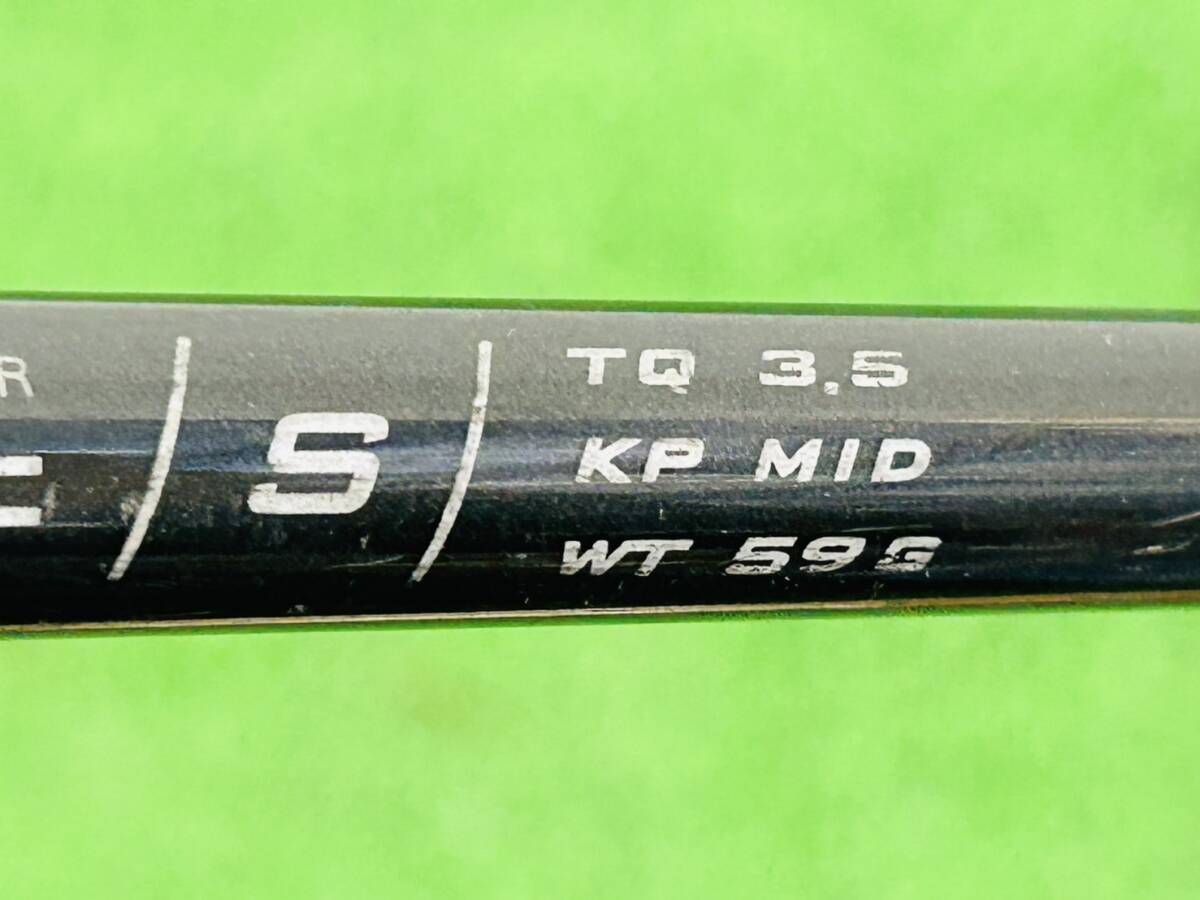 R
S
TQ 3.5
KP MID
WT 59G